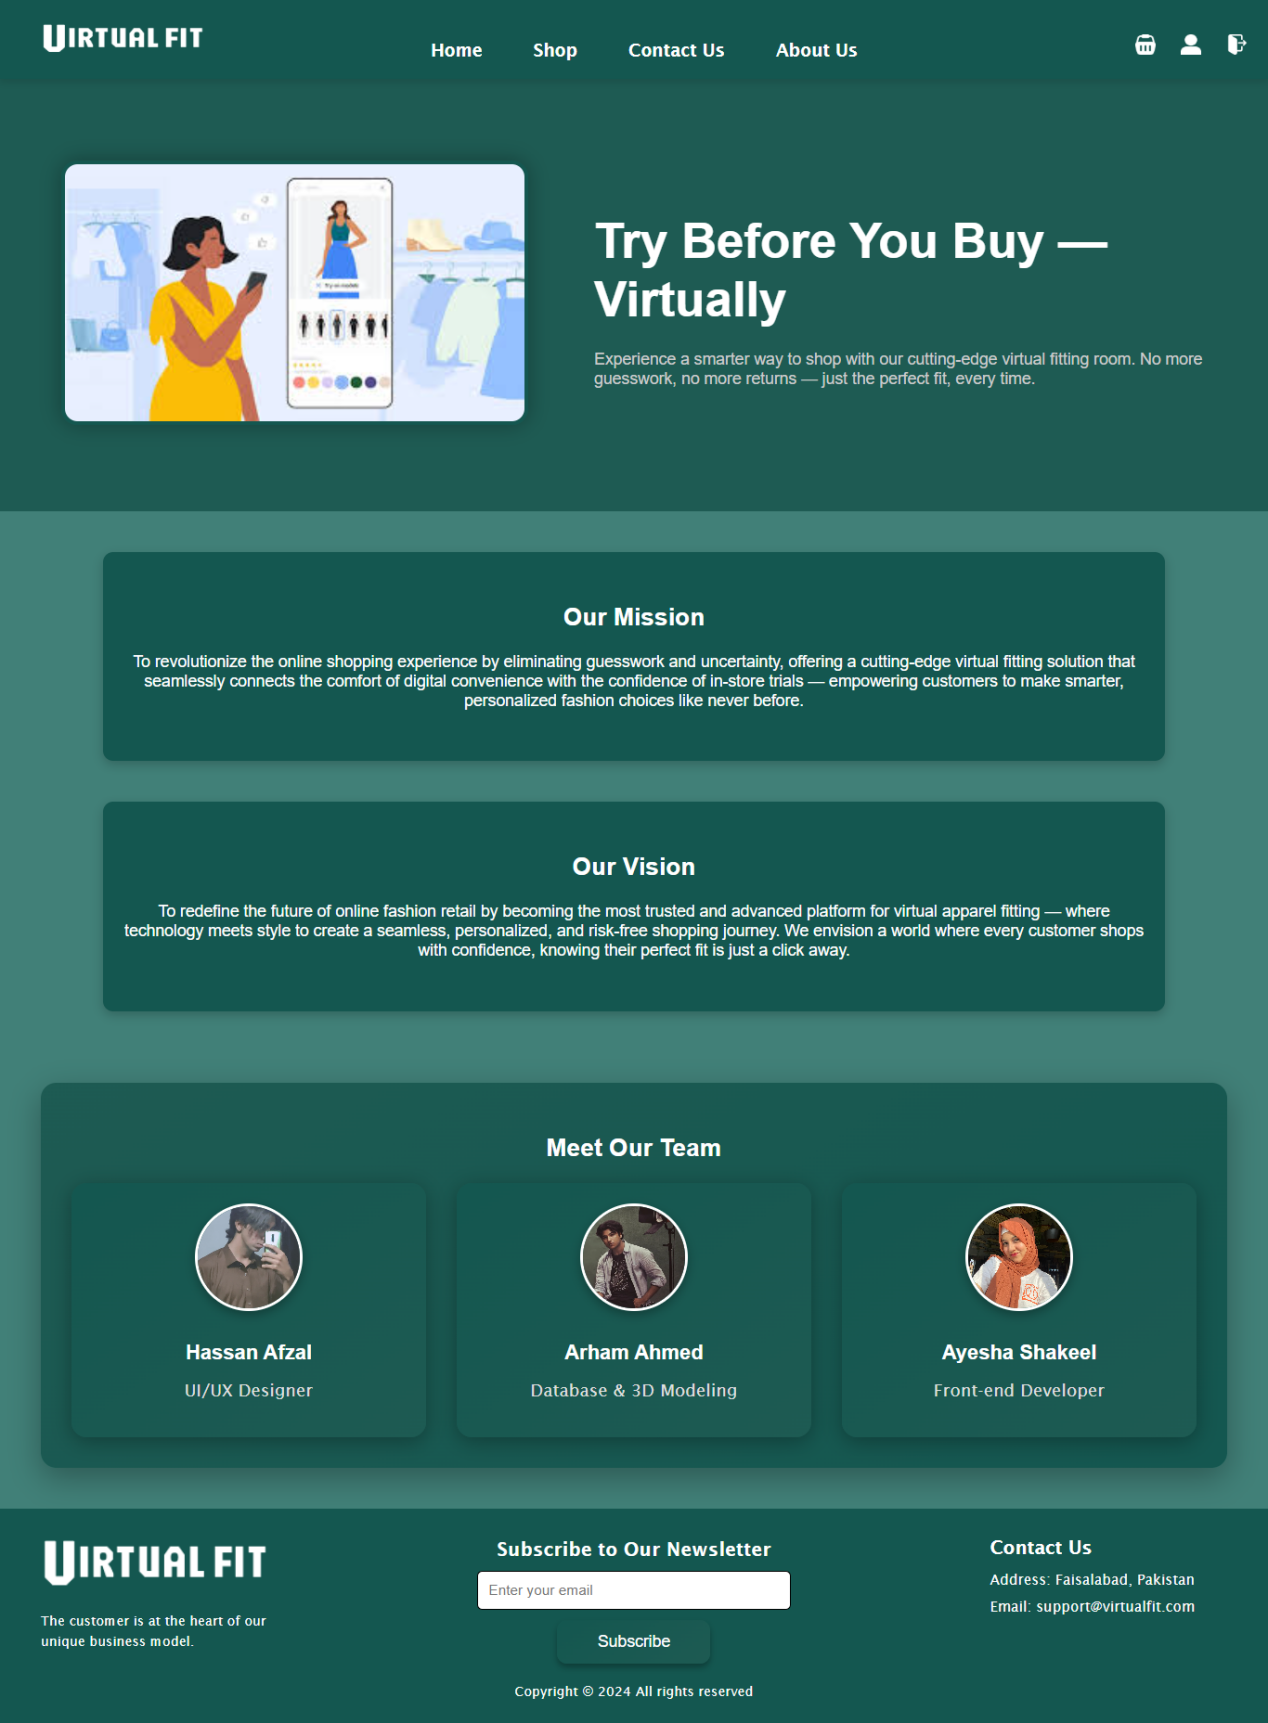 VIRTUAL FIT
Home Shop Contact Us About Us
Try on models
Try Before You Buy —
Virtually
Experience a smarter way to shop with our cutting-edge virtual fitting room. No more
guesswork, no more returns — just the perfect fit, every time.
Our Mission
To revolutionize the online shopping experience by eliminating guesswork and uncertainty, offering a cutting-edge virtual fitting solution that
seamlessly connects the comfort of digital convenience with the confidence of in-store trials — empowering customers to make smarter,
personalized fashion choices like never before.
Our Vision
To redefine the future of online fashion retail by becoming the most trusted and advanced platform for virtual apparel fitting — where
technology meets style to create a seamless, personalized, and risk-free shopping journey. We envision a world where every customer shops
with confidence, knowing their perfect fit is just a click away.
Meet Our Team
Hassan Afzal
UI/UX Designer
Arham Ahmed
Database & 3D Modeling
Ayesha Shakeel
Front-end Developer
VIRTUAL FIT
The customer is at the heart of our
unique business model.
Subscribe to Our Newsletter
Enter your email
Subscribe
Contact Us
Address: Faisalabad, Pakistan
Email: support@virtualfit.com
Copyright © 2024 All rights reserved